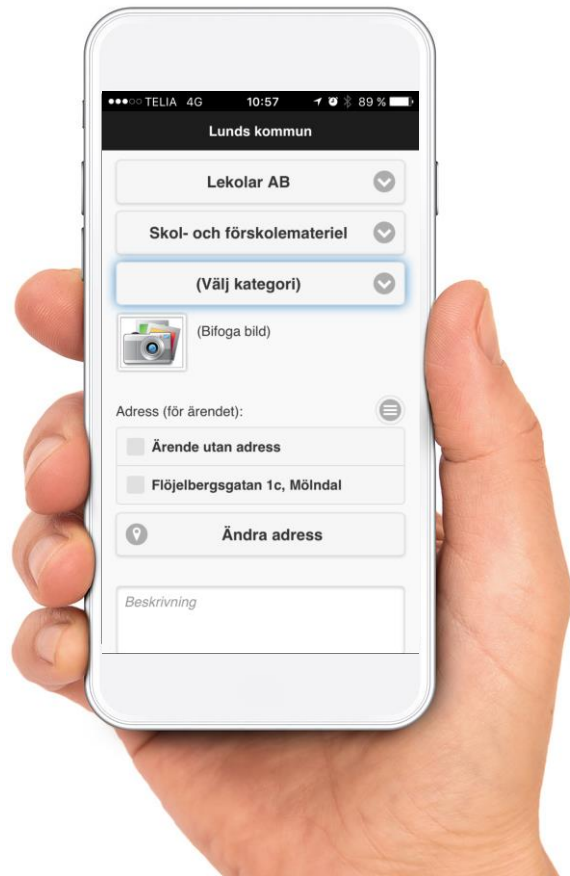 TELIA 4G 10:57 89 %
Lunds kommun
Lekolar AB
Skol- och förskolemateriel
(Välj kategori)
(Bifoga bild)
Adress (för ärendet):
Ärende utan adress
Flöjelbergsgatan 1c, Mölndal
Ändra adress
Beskrivning